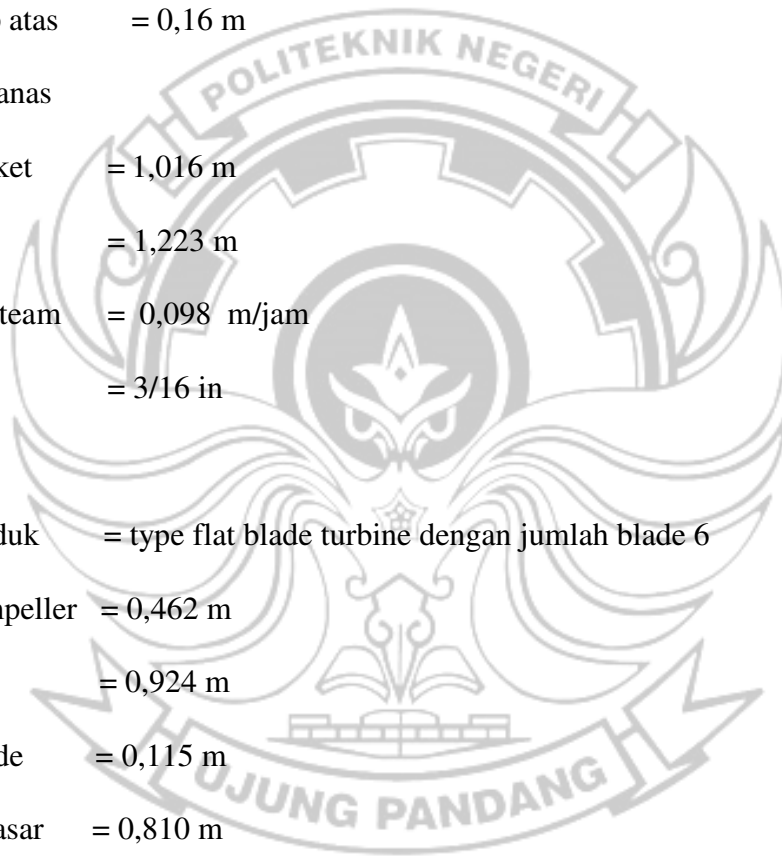 atas = 0,16 m
POLITEKNIK NEGERI
anas
ket = 1,016 m
= 1,223 m
team = 0,098 m/jam
= 3/16 in
duk = type flat blade turbine dengan jumlah blade 6
peller = 0,462 m
= 0,924 m
de = 0,115 m
UJUNG PANDANG
asar = 0,810 m